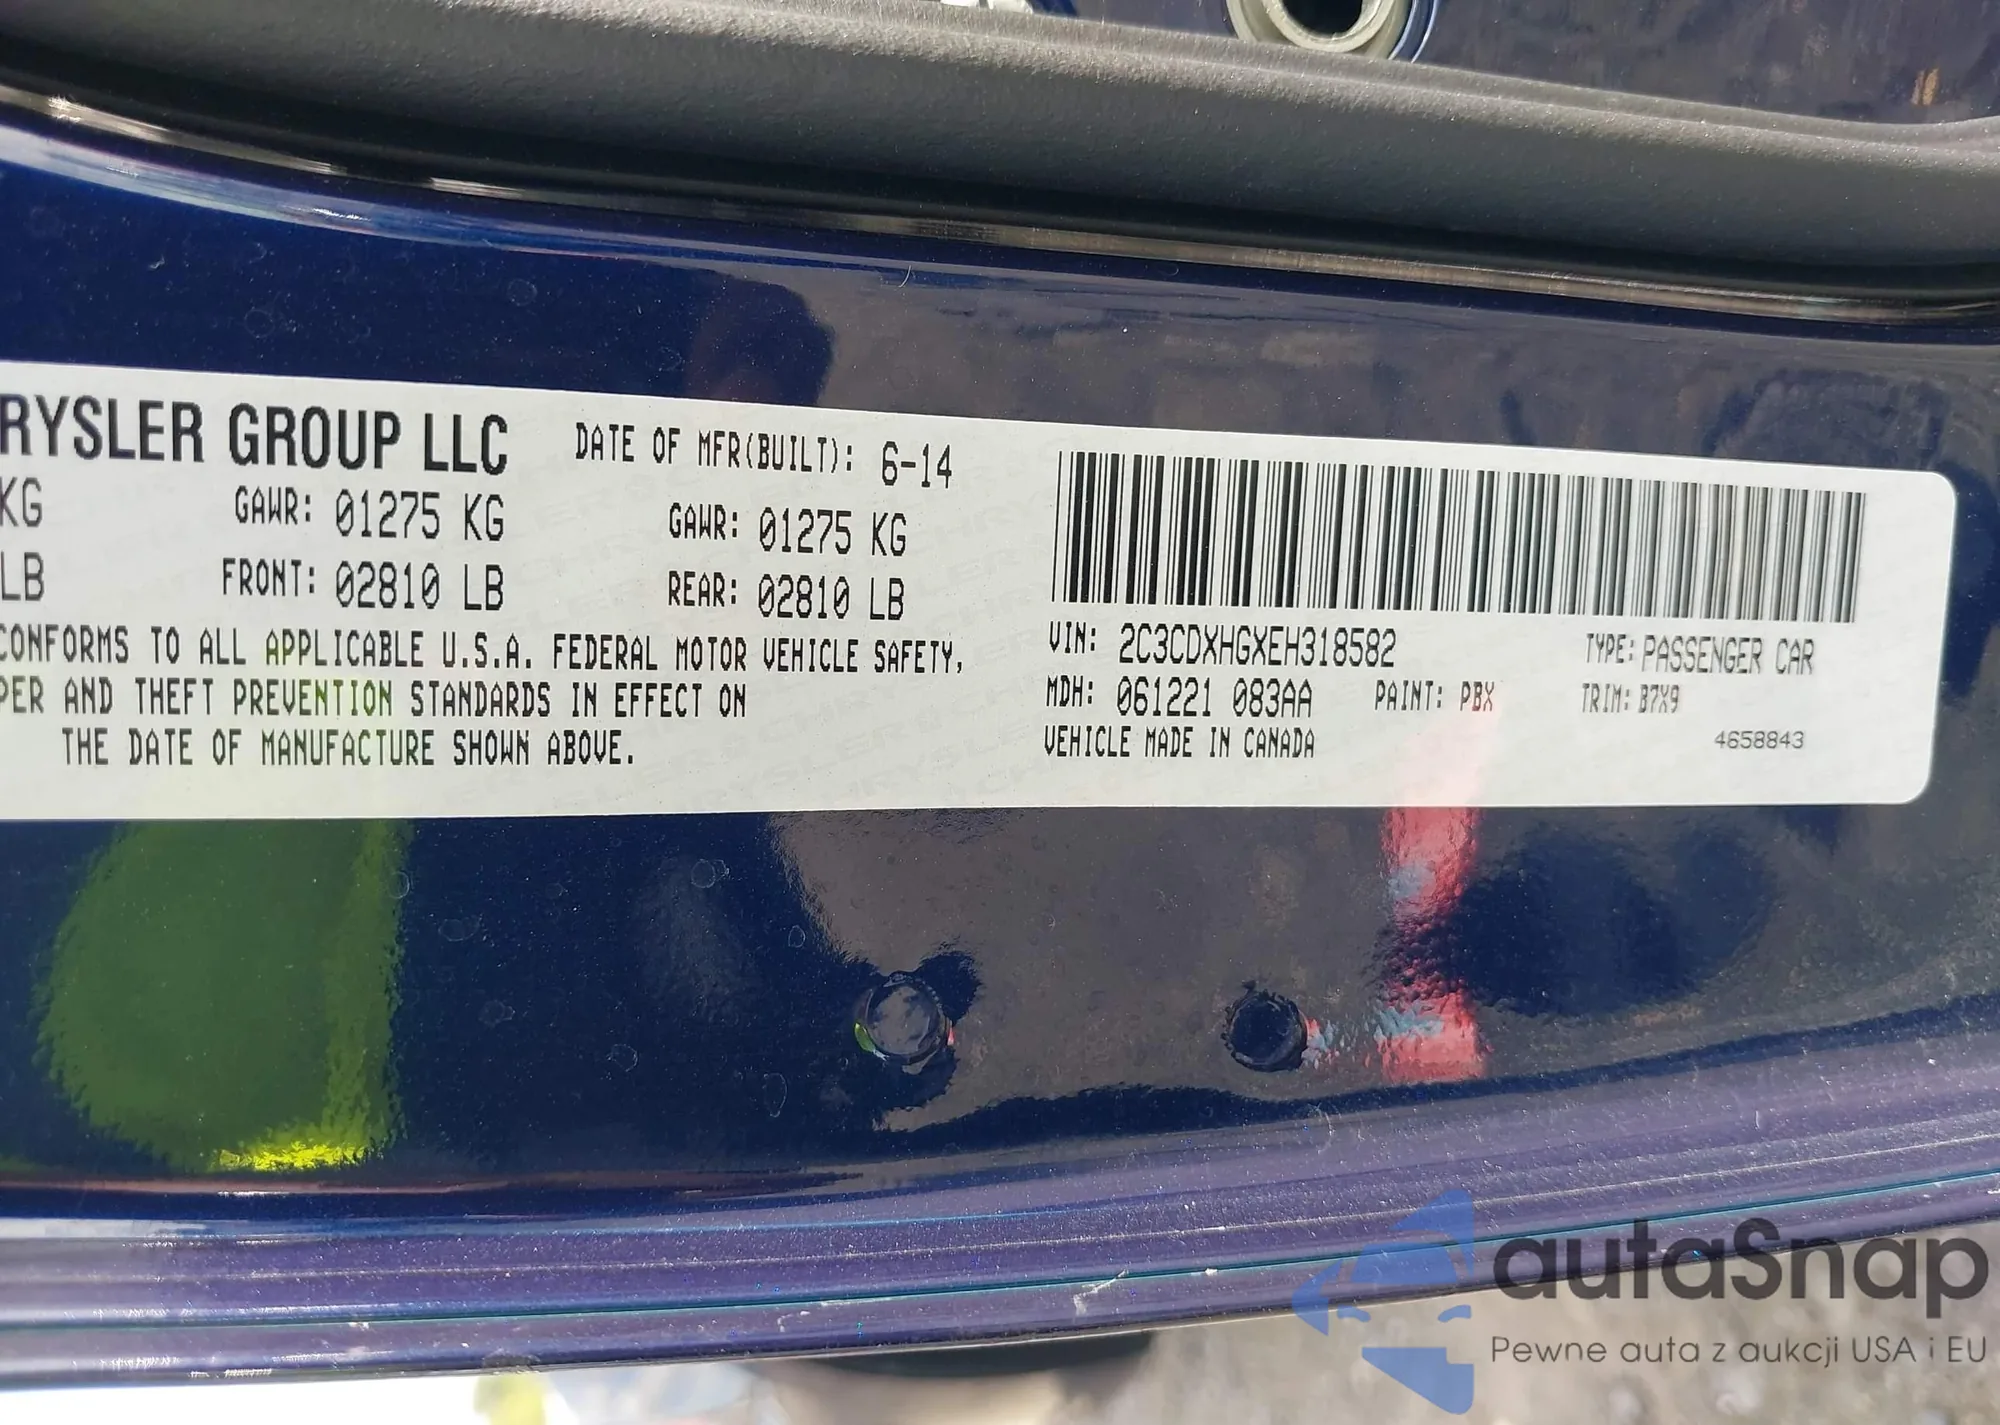 RYSLER GROUP LLC
DATE OF MFR(BUILT): 6-14
KG GAWR: 01275 KG GAWR: 01275 KG
LB FRONT: 02810 LB REAR: 02810 LB
CONFORMS TO ALL APPLICABLE U.S.A. FEDERAL MOTOR VEHICLE SAFETY,
PER AND THEFT PREVENTION STANDARDS IN EFFECT ON
THE DATE OF MANUFACTURE SHOWN ABOVE.
VIN: 2C3CDXHGXEH318582 TYPE: PASSENGER CAR
MDH: 061221 083AA PAINT: PBX TRIM: B7X9
VEHICLE MADE IN CANADA 4658843
autaSnap
Pewne auta z aukcji USA i EU